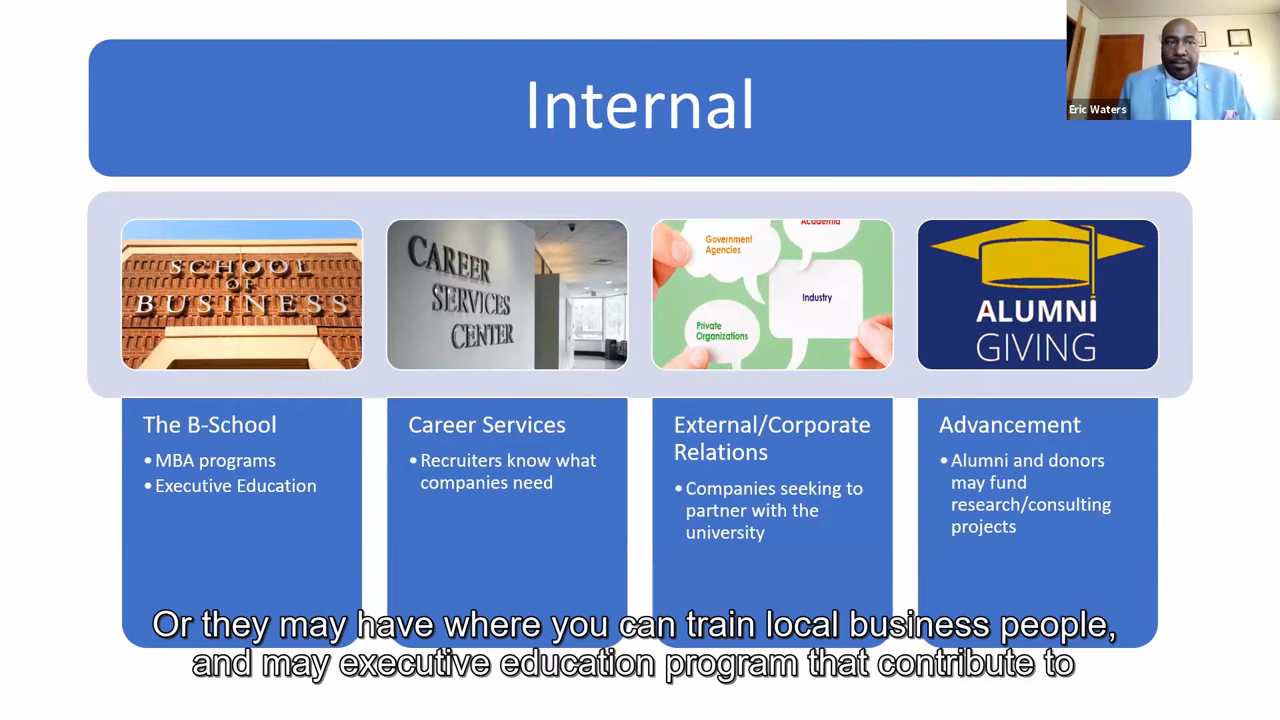 Internal
Eric Waters
SCHOOL
OF
BUSINESS
CAREER
SERVICES
CENTER
Academia
Government
Agencies
Industry
Private
Organizations
ALUMNI
GIVING
The B-School
•MBA programs
•Executive Education
Career Services
•Recruiters know what
companies need
External/Corporate
Relations
•Companies seeking to
partner with the
university
Advancement
•Alumni and donors
may fund
research/consulting
projects
Or they may have where you can train local business people,
and may executive education program that contribute to